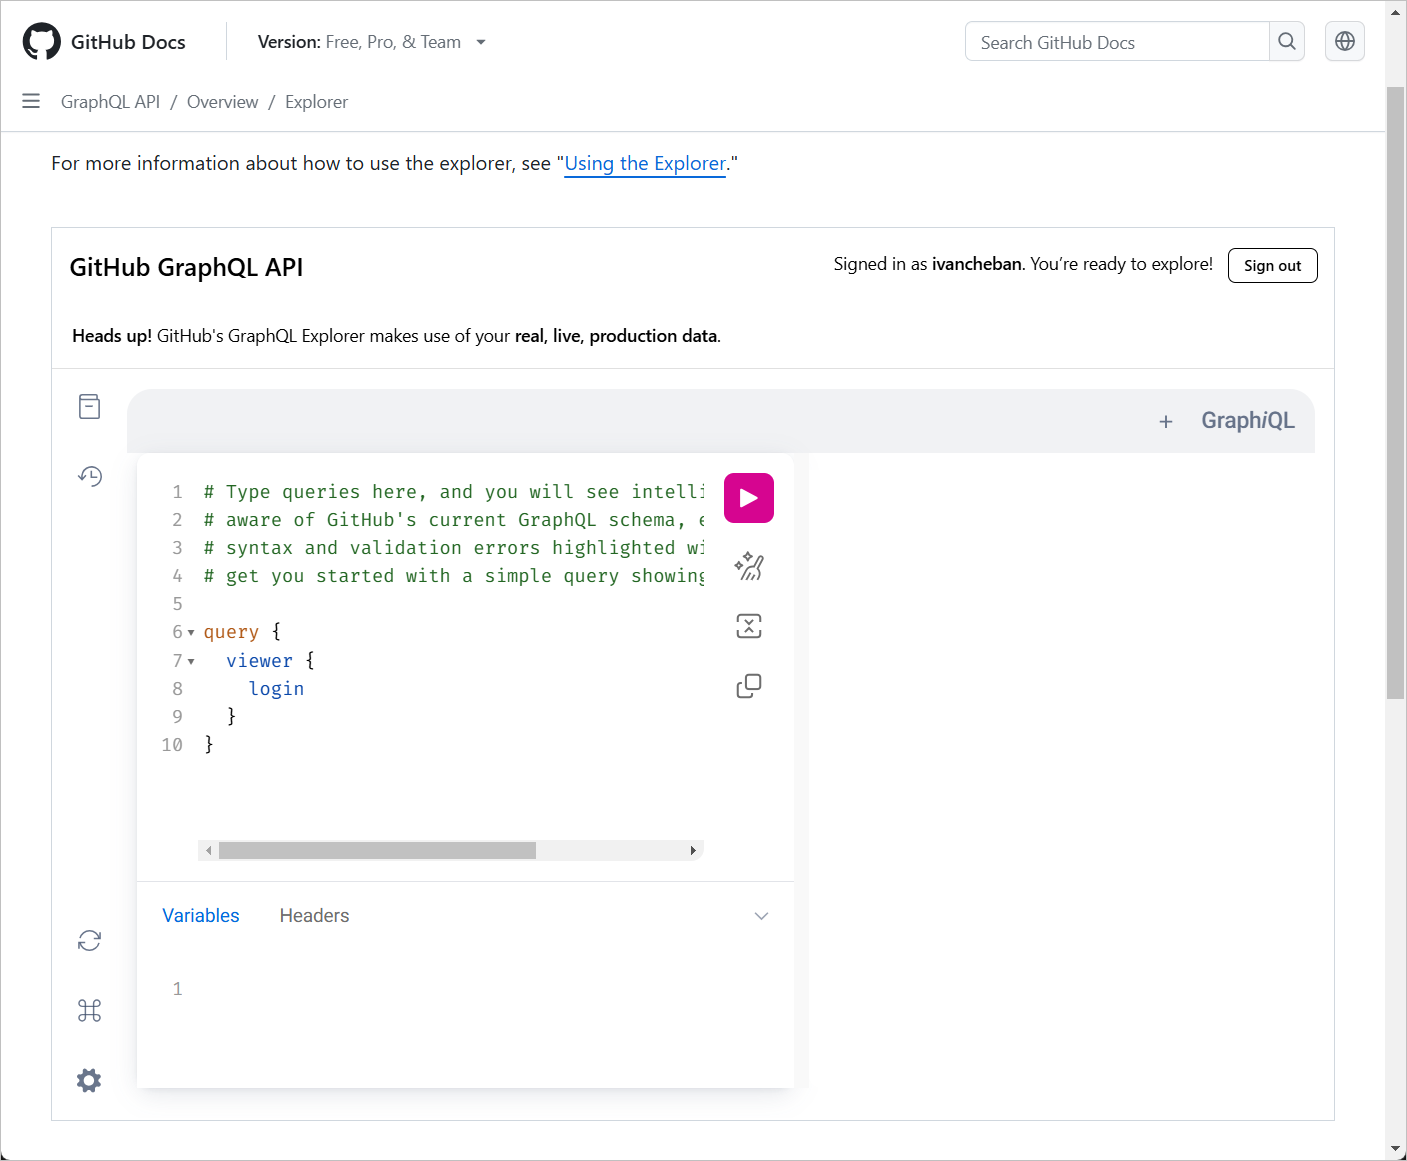 GitHub Docs
Version: Free, Pro, & Team
Search GitHub Docs
GraphQL API / Overview / Explorer
For more information about how to use the explorer, see "Using the Explorer."
GitHub GraphQL API
Signed in as ivancheban. You're ready to explore!
Sign out
Heads up! GitHub's GraphQL Explorer makes use of your real, live, production data.
+ GraphiQL
1 # Type queries here, and you will see intelli
2 # aware of GitHub's current GraphQL schema, e
3 # syntax and validation errors highlighted wi
4 # get you started with a simple query showing
5
6 query {
7 viewer {
8 login
9 }
10 }
Variables Headers
1